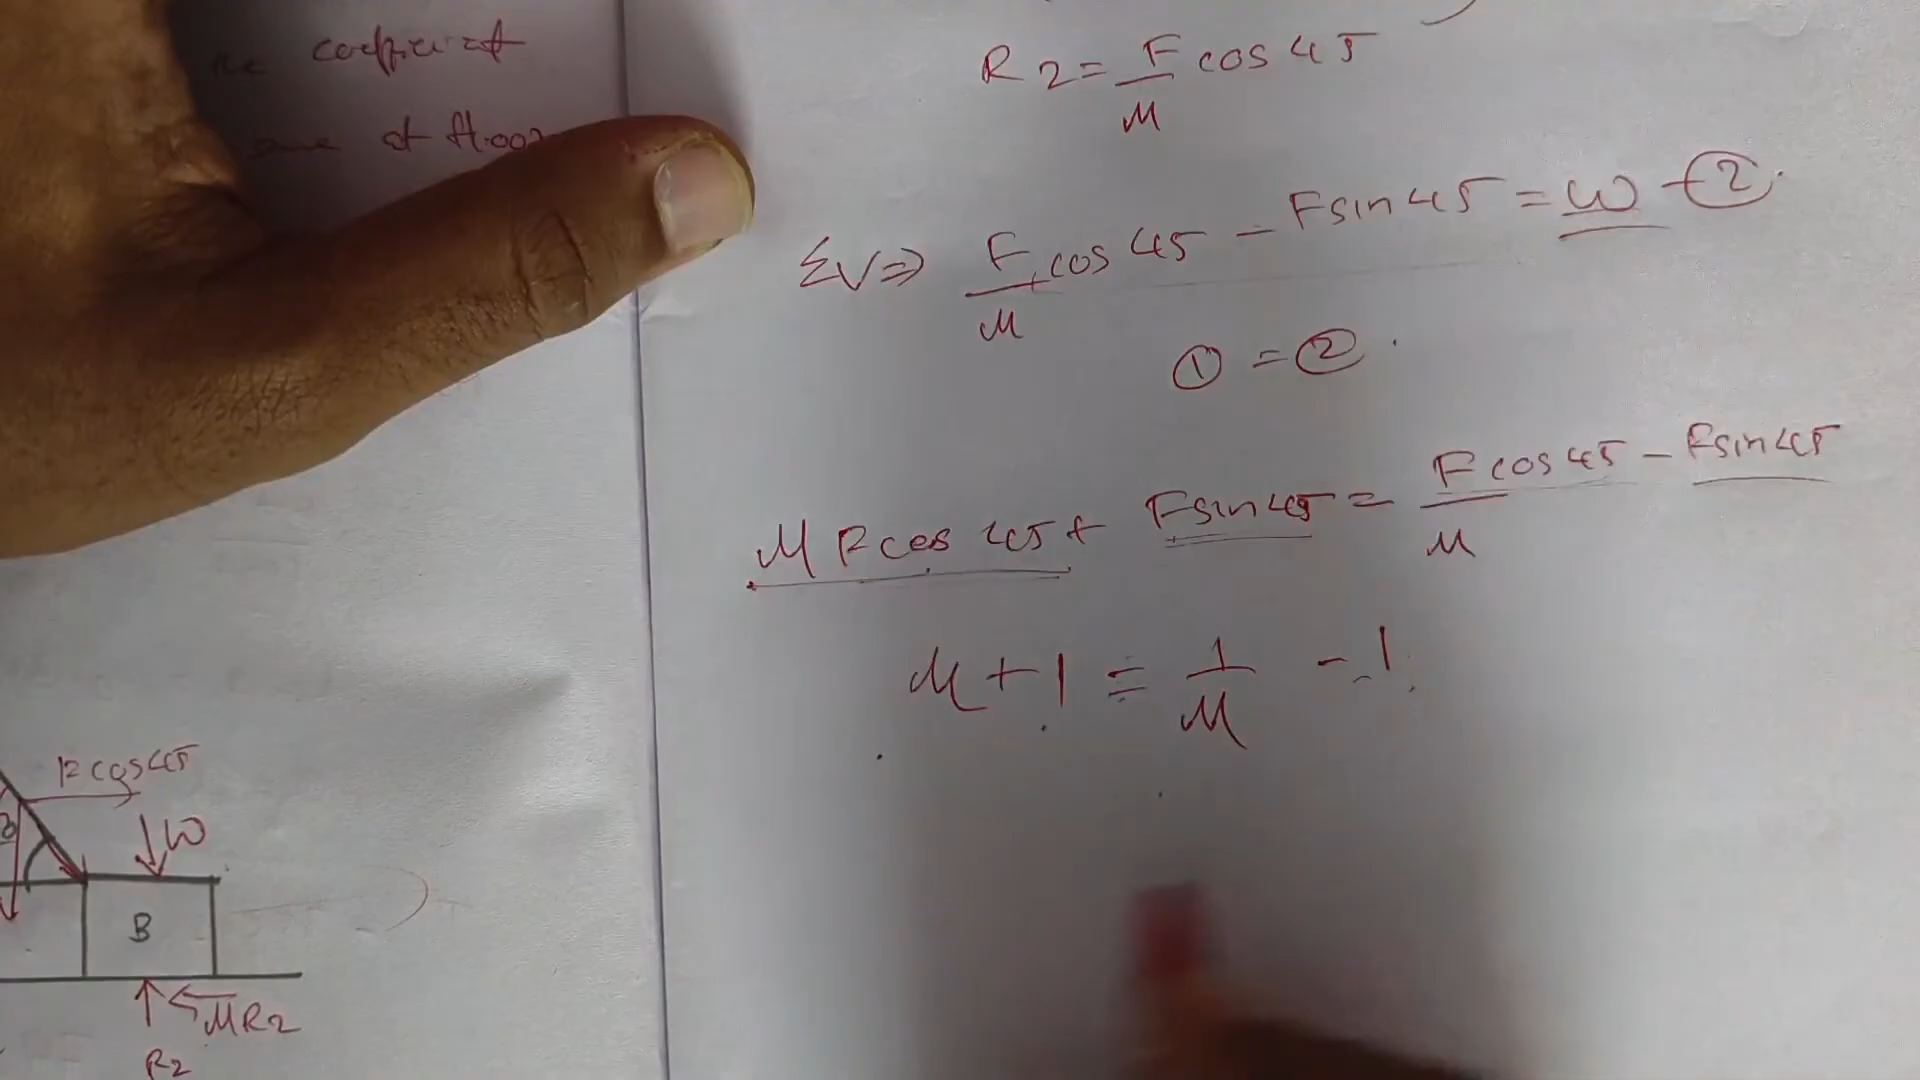 coefficient
of floor
R2 = F/μ cos 45
ΣV⇒ F/μ cos 45 - F sin 45 = W - ②
① = ②
μ F cos 45 + F sin 45 = F/μ cos 45 - F sin 45
μ + 1 = 1/μ - 1
F cos 45
↓W
B
↑ ← μR2
R2